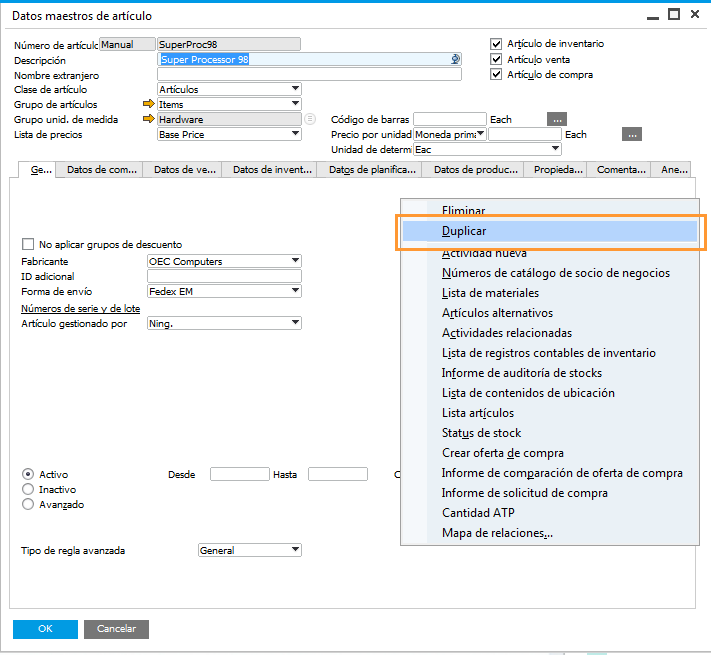 Datos maestros de artículo
Número de artículo Manual SuperProc98
Descripción Super Processor 98
Nombre extranjero
Clase de artículo Artículos
Grupo de artículos Items
Grupo unid. de medida Hardware
Lista de precios Base Price
Artículo de inventario
Artículo venta
Artículo de compra
Código de barras Each ...
Precio por unidad Moneda prima Each ...
Unidad de determ Eac
Ge... Datos de com... Datos de ve... Datos de invent... Datos de planifica... Datos de produc... Propieda... Comenta... Ane...
No aplicar grupos de descuento
Fabricante OEC Computers
ID adicional
Forma de envío Fedex EM
Números de serie y de lote
Artículo gestionado por Ning.
Activo Desde Hasta C
Inactivo
Avanzado
Tipo de regla avanzada General
OK Cancelar
Eliminar
Duplicar
Actividad nueva
Números de catálogo de socio de negocios
Lista de materiales
Artículos alternativos
Actividades relacionadas
Lista de registros contables de inventario
Informe de auditoría de stocks
Lista de contenidos de ubicación
Lista artículos
Status de stock
Crear oferta de compra
Informe de comparación de oferta de compra
Informe de solicitud de compra
Cantidad ATP
Mapa de relaciones...